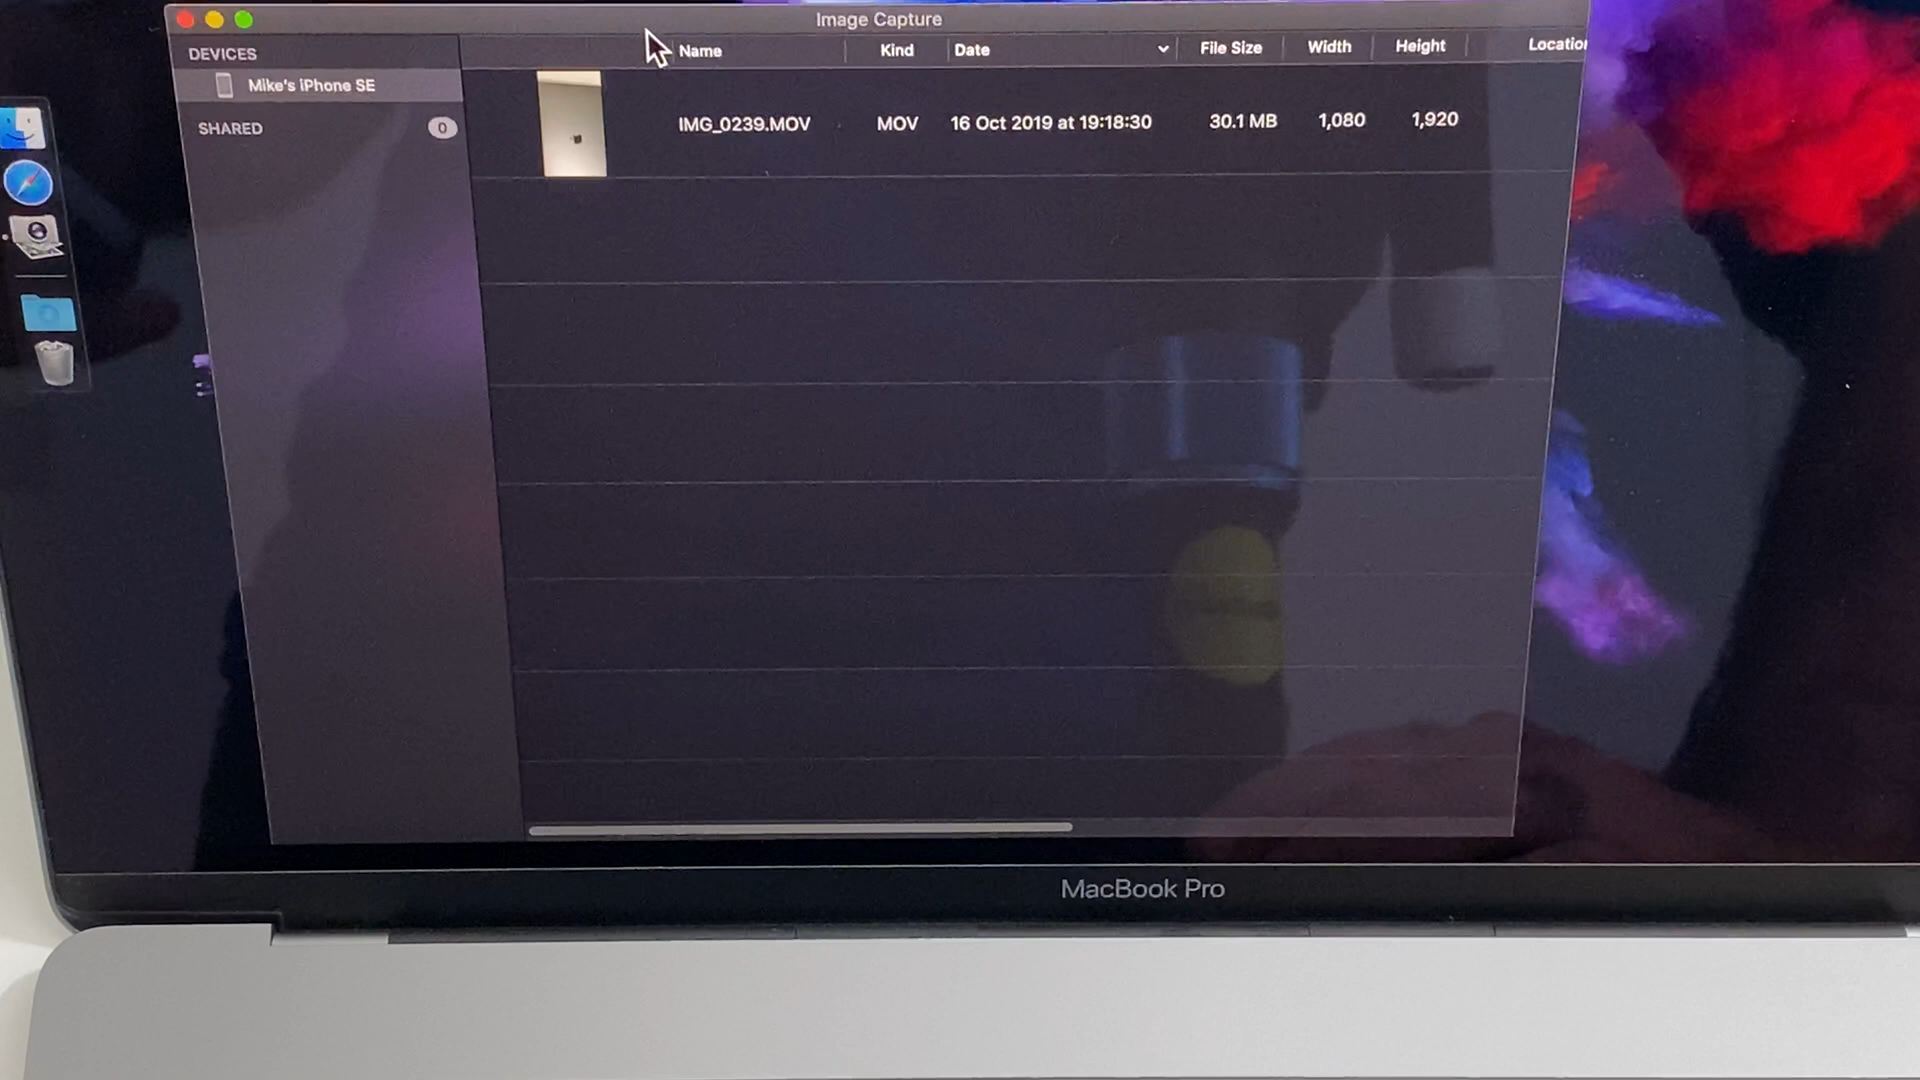 Image Capture
DEVICES
Name Kind Date File Size Width Height Location
Mike's iPhone SE
SHARED 0
IMG_0239.MOV MOV 16 Oct 2019 at 19:18:30 30.1 MB 1,080 1,920
MacBook Pro